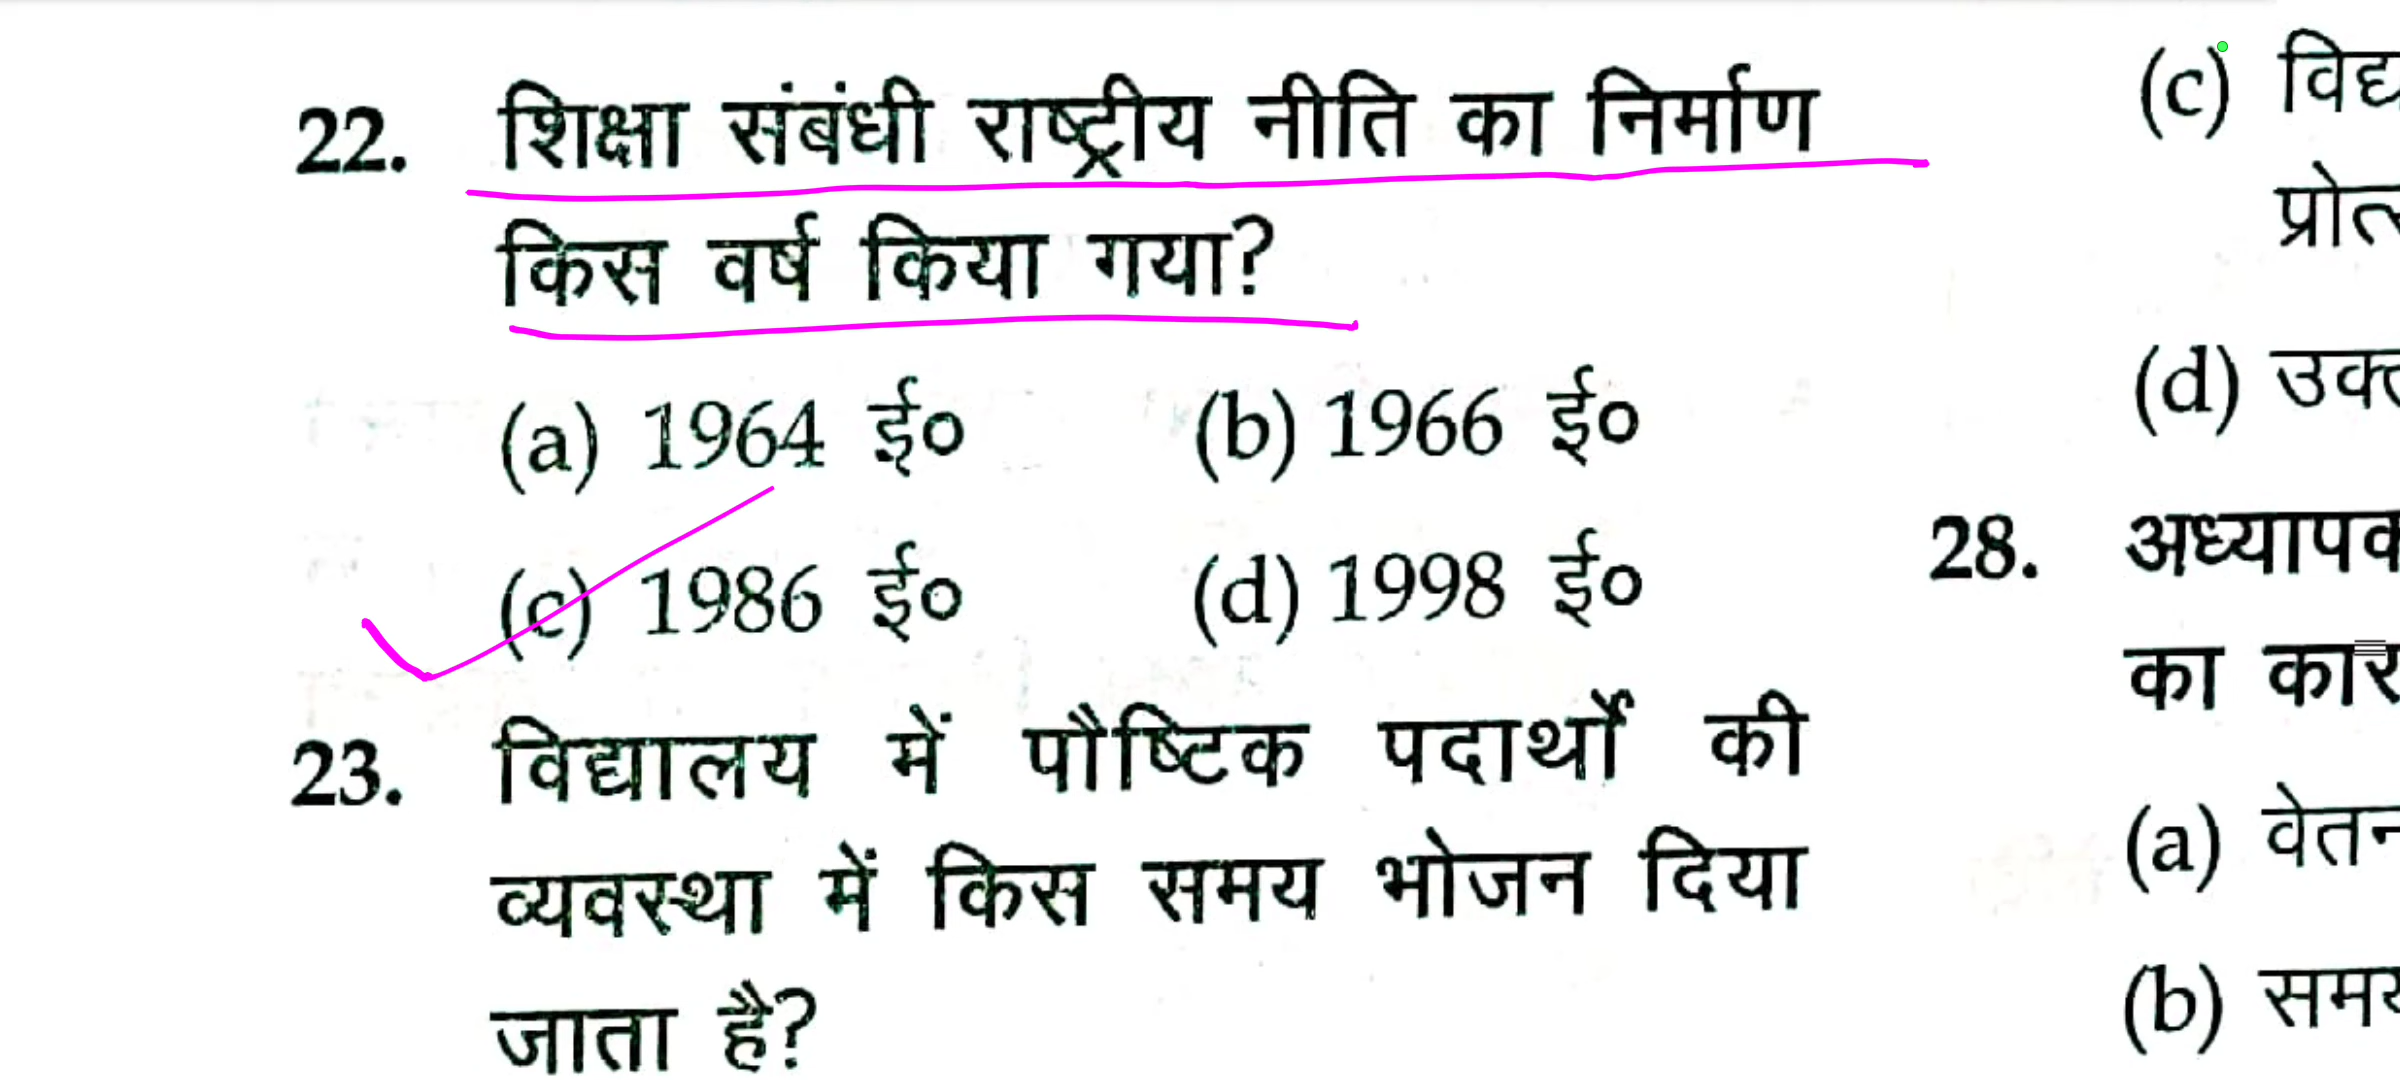 22. शिक्षा संबंधी राष्ट्रीय नीति का निर्माण
किस वर्ष किया गया?
(a) 1964 ई०
(b) 1966 ई०
(c) 1986 ई०
(d) 1998 ई०
23. विद्यालय में पौष्टिक पदार्थों की
व्यवस्था में किस समय भोजन दिया
जाता है?
(c)
(d)
28.
का
(a)
(b)